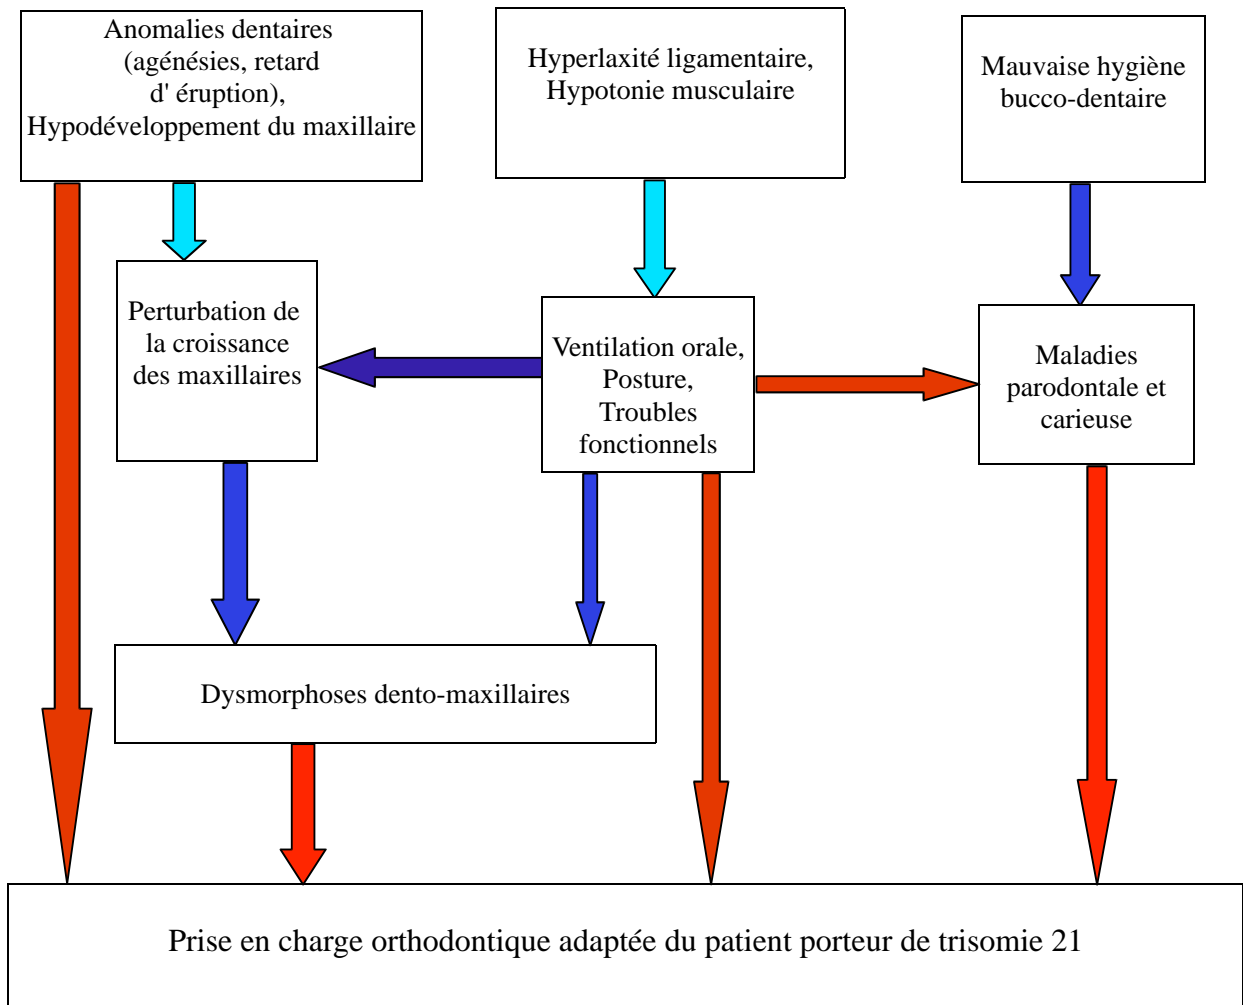 Anomalies dentaires
(agénésies, retard
d' éruption),
Hypodéveloppement du maxillaire
Hyperlaxité ligamentaire,
Hypotonie musculaire
Mauvaise hygiène
bucco-dentaire
Perturbation de
la croissance
des maxillaires
Ventilation orale,
Posture,
Troubles
fonctionnels
Maladies
parodontale et
carieuse
Dysmorphoses dento-maxillaires
Prise en charge orthodontique adaptée du patient porteur de trisomie 21